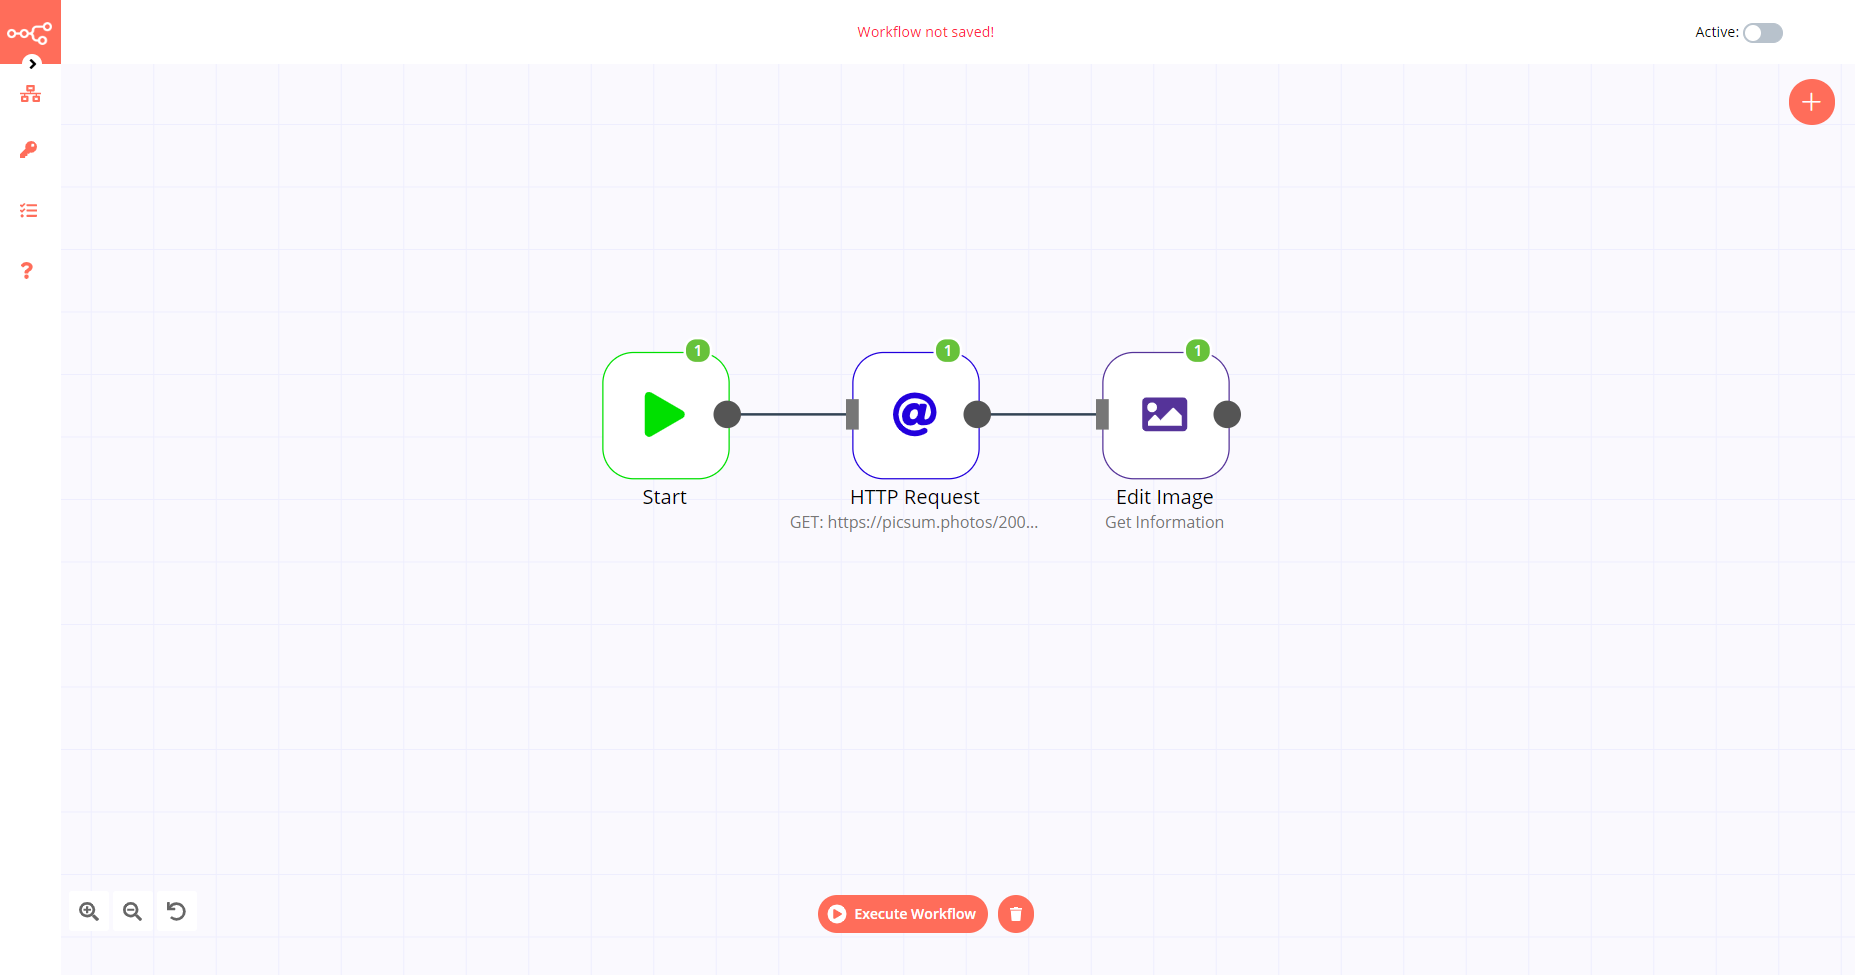 Workflow not saved!
Active:
1
1
1
Start
HTTP Request
Edit Image
GET: https://picsum.photos/200...
Get Information
Execute Workflow